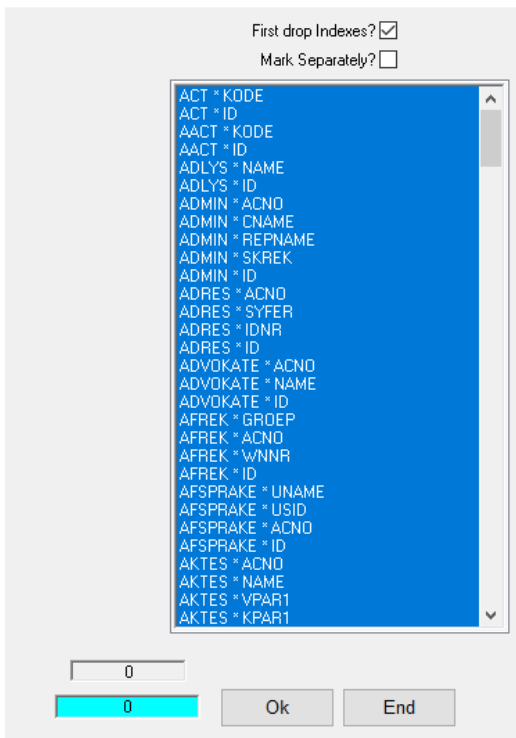 First drop Indexes?
Mark Separately?
ACT * KODE
ACT * ID
AACT * KODE
AACT * ID
ADLYS * NAME
ADLYS * ID
ADMIN * ACNO
ADMIN * CNAME
ADMIN * REPNAME
ADMIN * SKREK
ADMIN * ID
ADRES * ACNO
ADRES * SYFER
ADRES * IDNR
ADRES * ID
ADVOKATE * ACNO
ADVOKATE * NAME
ADVOKATE * ID
AFREK * GROEP
AFREK * ACNO
AFREK * WNNR
AFREK * ID
AFSPRAKE * UNAME
AFSPRAKE * USID
AFSPRAKE * ACNO
AFSPRAKE * ID
AKTES * ACNO
AKTES * NAME
AKTES * VPAR1
AKTES * KPAR1
0
0 Ok End